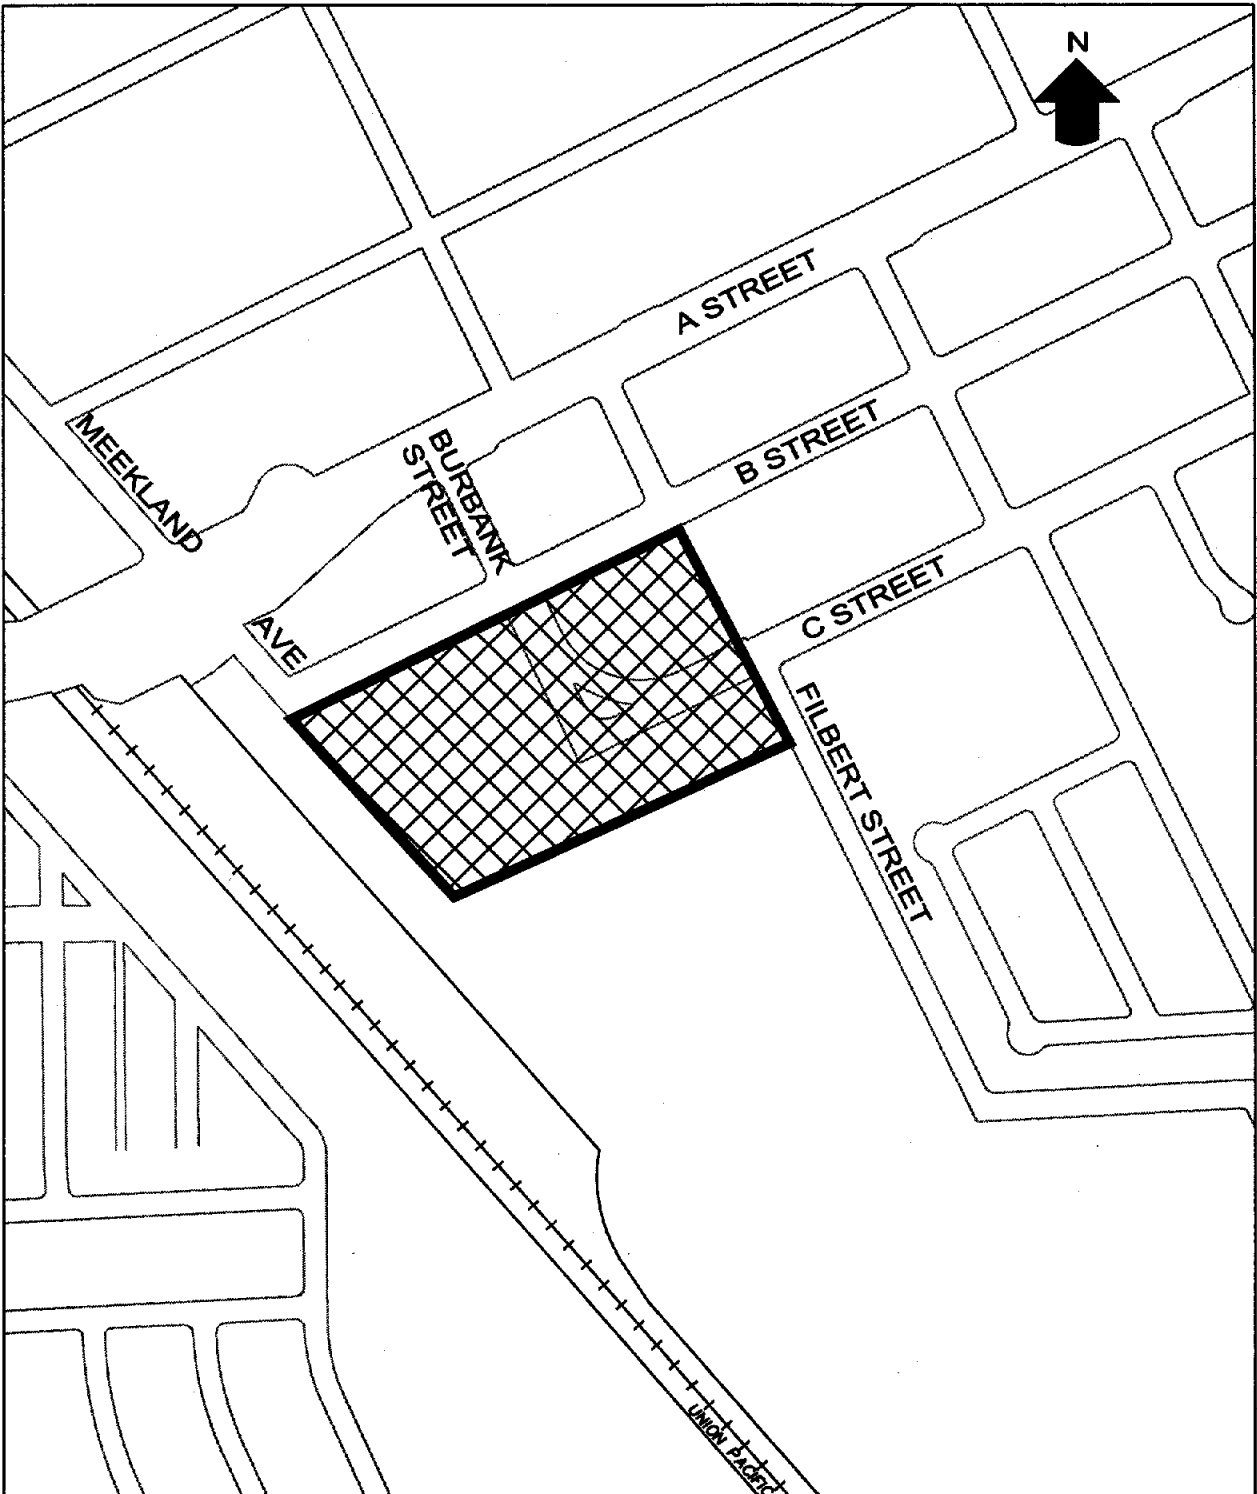 N
A STREET
BURBANK
STREET
B STREET
MEEKLAND
AVE
C STREET
FILBERT STREET
UNION PACIFIC